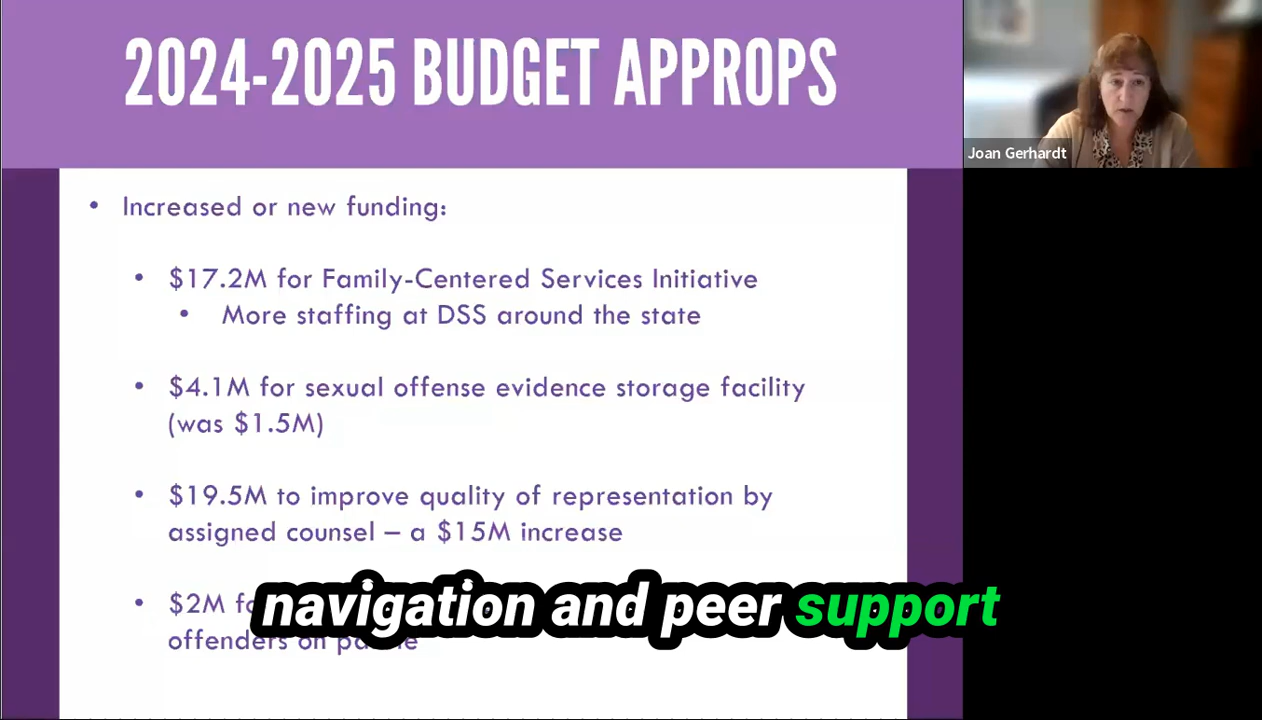 2024-2025 BUDGET APPROPS
Joan Gerhardt
• Increased or new funding:
• $17.2M for Family-Centered Services Initiative
• More staffing at DSS around the state
• $4.1M for sexual offense evidence storage facility
(was $1.5M)
• $19.5M to improve quality of representation by
assigned counsel – a $15M increase
• $2M
navigation and peer support
offenders on